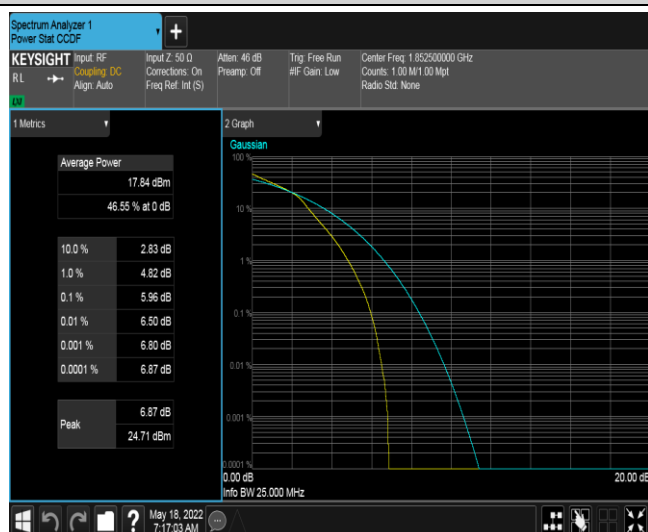 Spectrum Analyzer 1
Power Stat CCDF
+
KEYSIGHT
RL
LXI
Input: RF
Coupling: DC
Align: Auto
Input Z: 50 Ω
Corrections: On
Freq Ref: Int (S)
Atten: 46 dB
Preamp: Off
Trig: Free Run
#IF Gain: Low
Center Freq: 1.852500000 GHz
Counts: 1.00 M/1.00 Mpt
Radio Std: None
1 Metrics
Average Power
17.84 dBm
46.55 % at 0 dB
10.0 % 2.83 dB
1.0 % 4.82 dB
0.1 % 5.96 dB
0.01 % 6.50 dB
0.001 % 6.80 dB
0.0001 % 6.87 dB
Peak
6.87 dB
24.71 dBm
2 Graph
Gaussian
100 %
10 %
1 %
0.1 %
0.01 %
0.001 %
0.0001 %
0.00 dB
20.00 dB
Info BW 25.000 MHz
?
May 18, 2022
7:17:03 AM